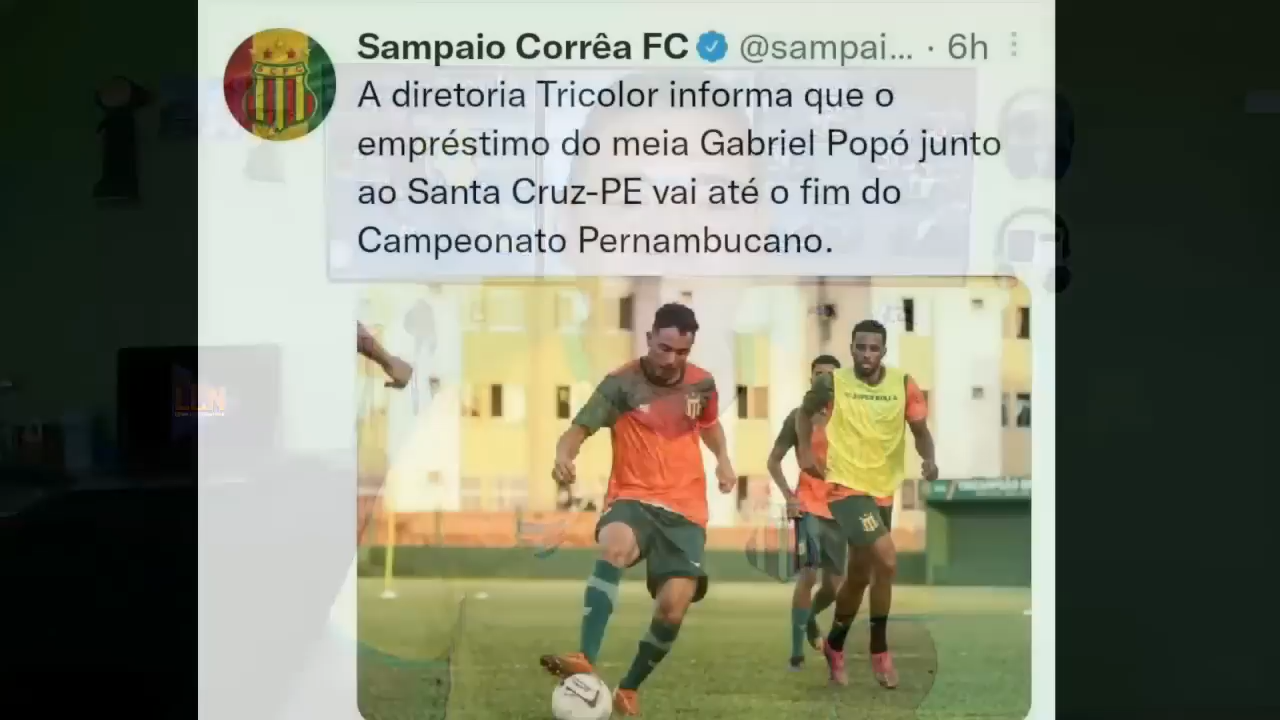 Sampaio Corrêa FC @sampai... · 6h
A diretoria Tricolor informa que o
empréstimo do meia Gabriel Popó junto
ao Santa Cruz-PE vai até o fim do
Campeonato Pernambucano.
SCFC